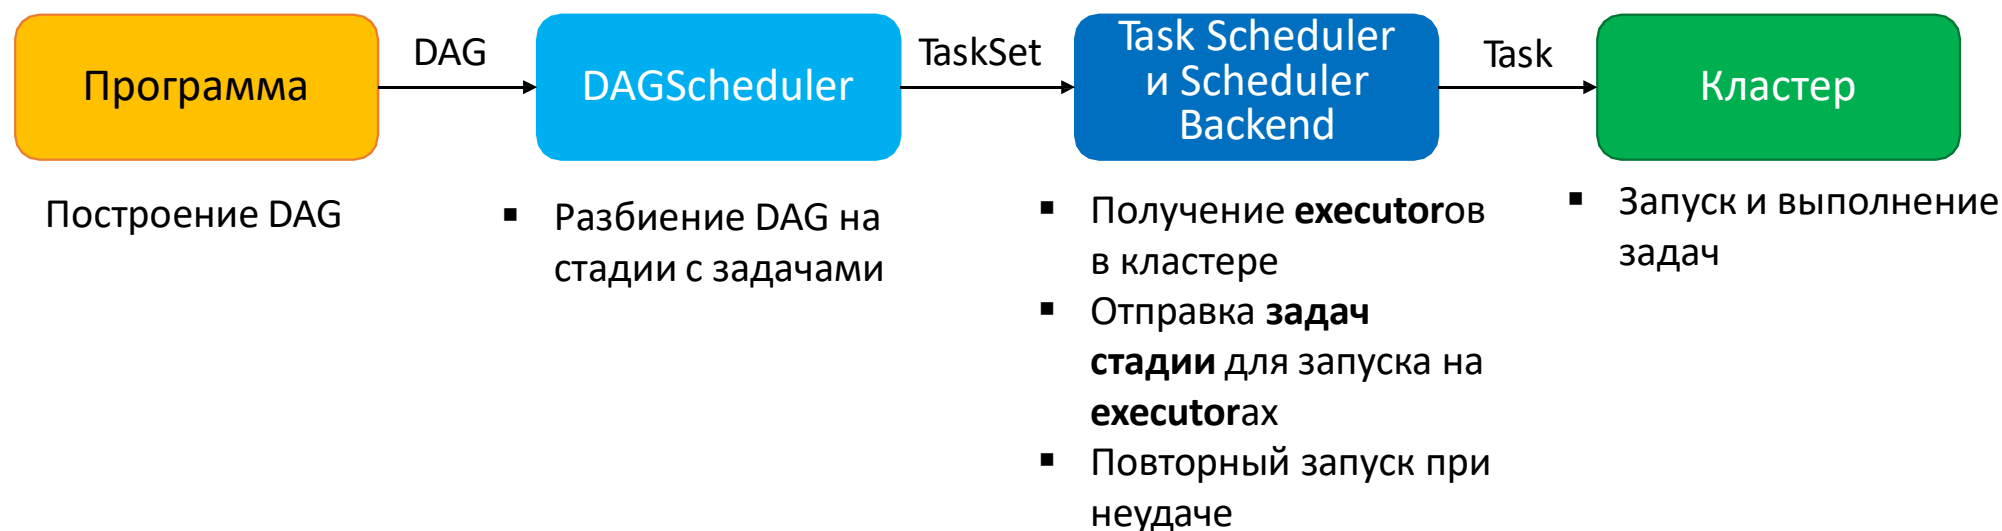 Программа
DAG
DAGScheduler
TaskSet
Task Scheduler
и Scheduler
Backend
Task
Кластер
Построение DAG
▪ Разбиение DAG на
стадии с задачами
▪ Получение executorов
в кластере
▪ Отправка задач
стадии для запуска на
executorах
▪ Повторный запуск при
неудаче
▪ Запуск и выполнение
задач